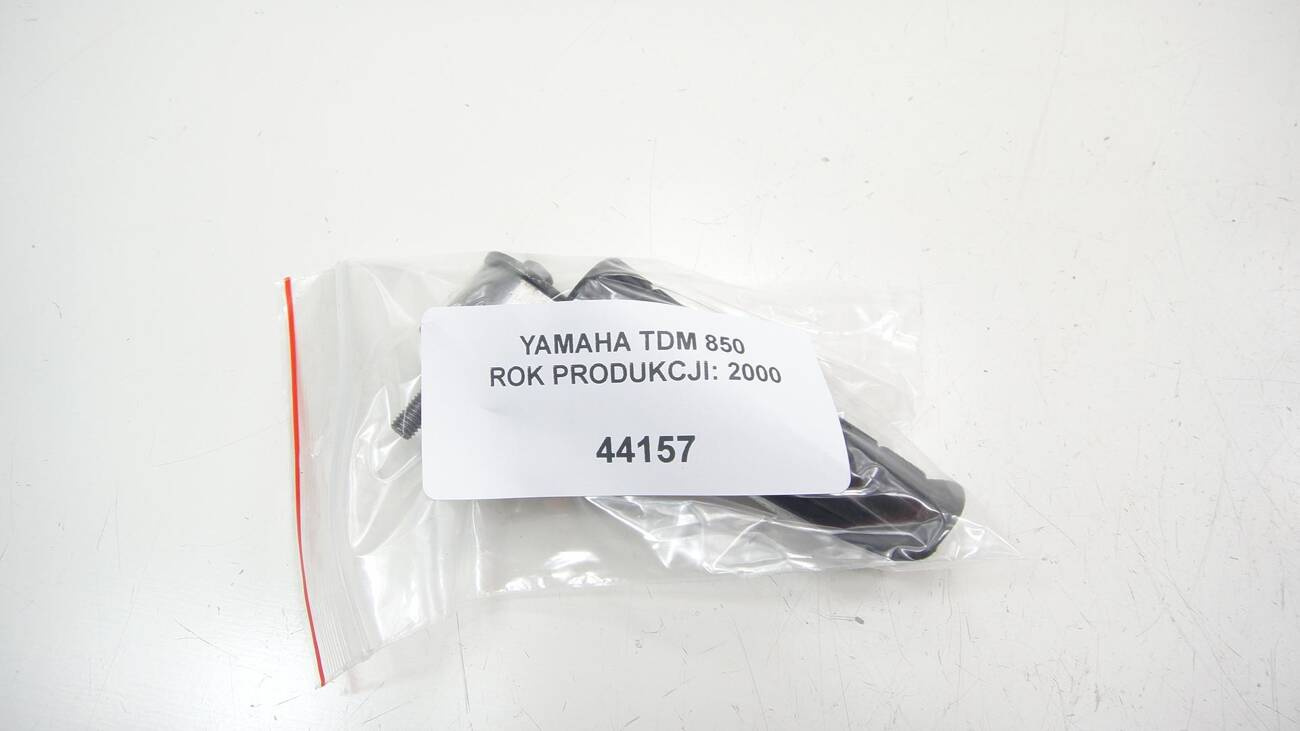 YAMAHA TDM 850
ROK PRODUKCJI: 2000
44157